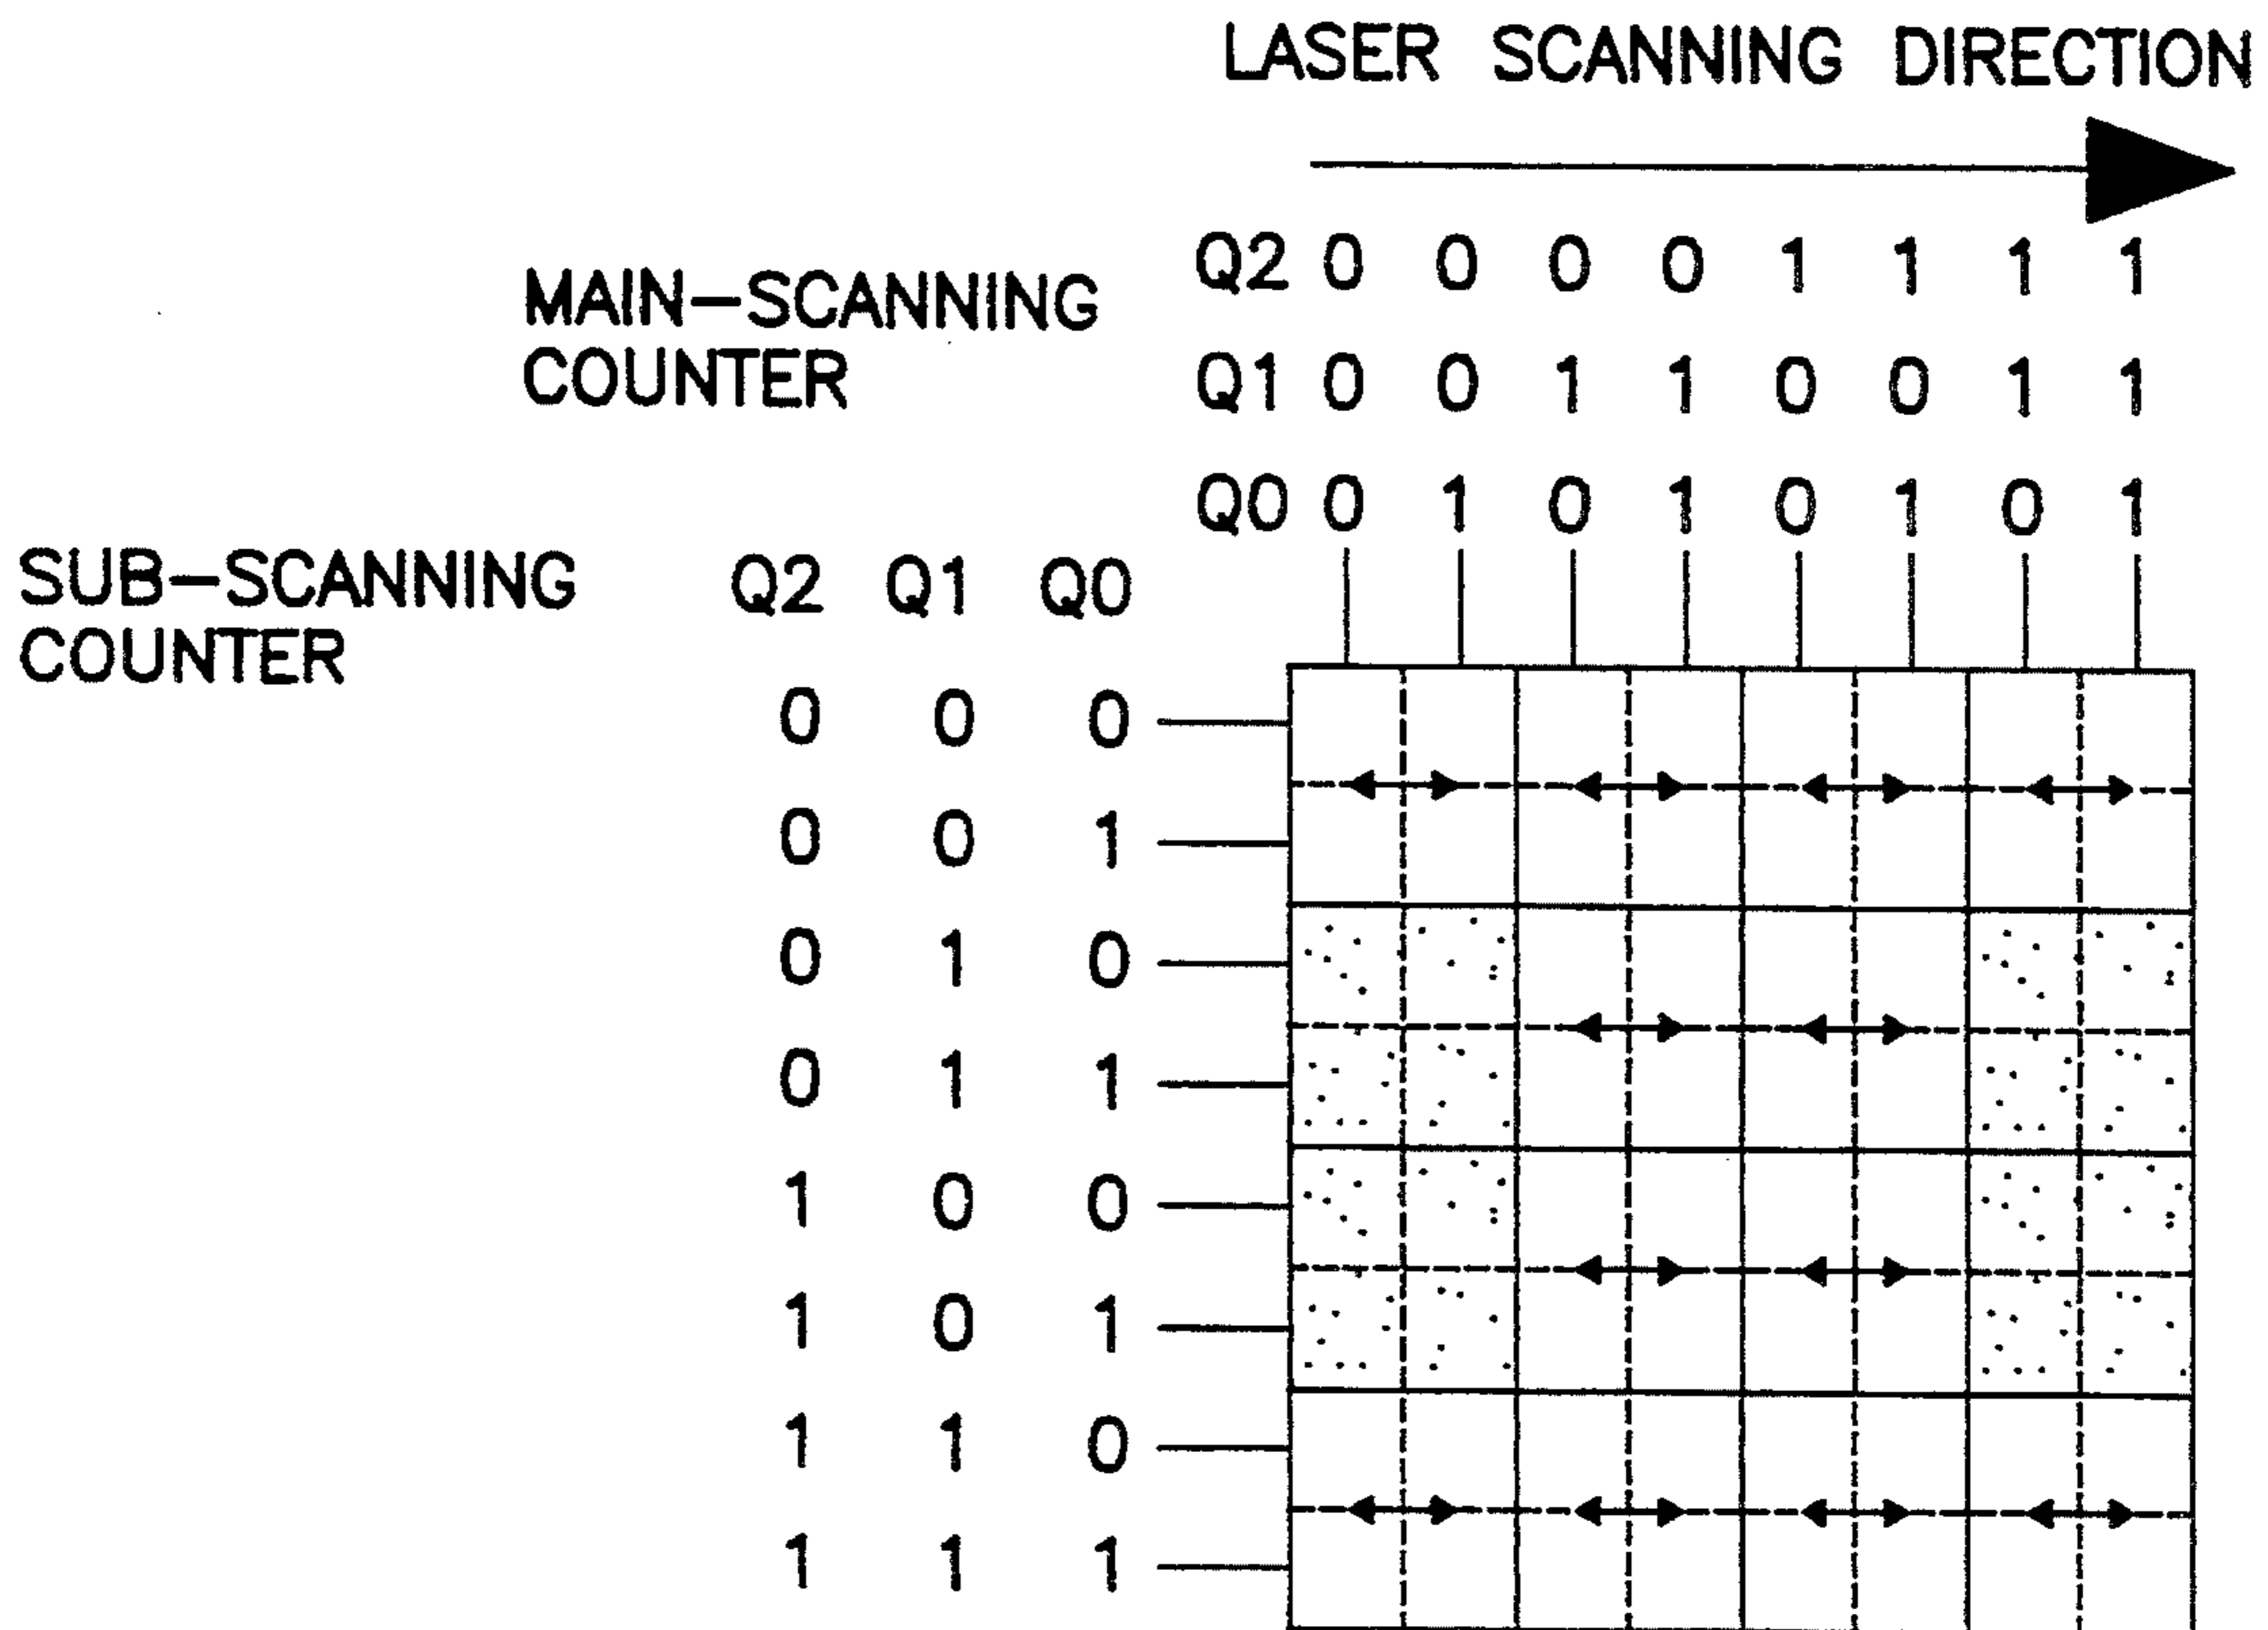 LASER SCANNING DIRECTION
Q2 0 0 0 0 1 1 1 1
MAIN-SCANNING
COUNTER
Q1 0 0 1 1 0 0 1 1
Q0 0 1 0 1 0 1 0 1
SUB-SCANNING
COUNTER
Q2 Q1 Q0
0 0 0
0 0 1
0 1 0
0 1 1
1 0 0
1 0 1
1 1 0
1 1 1